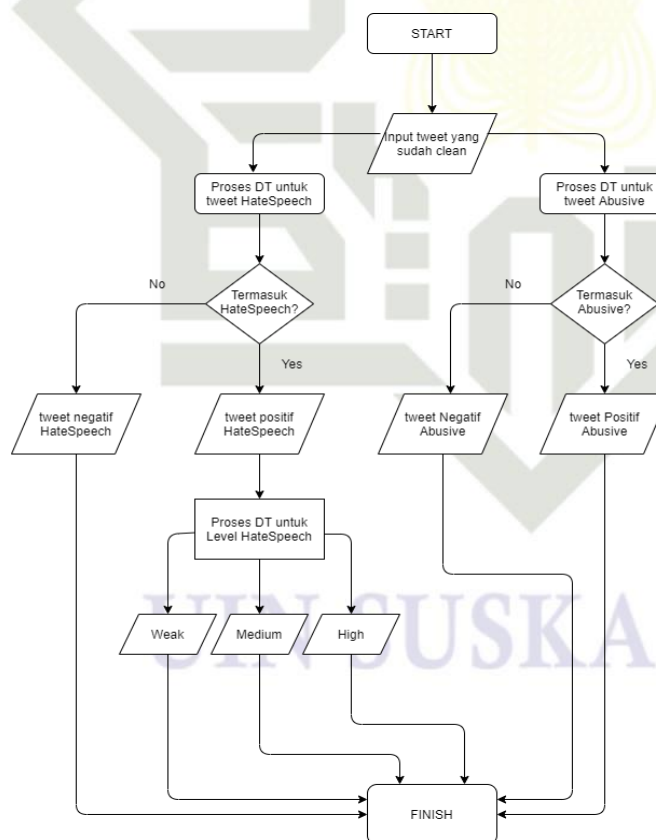 START
Input tweet yang
sudah clean
Proses DT untuk
tweet HateSpeech
Proses DT untuk
tweet Abusive
No
Termasuk
HateSpeech?
No
Termasuk
Abusive?
Yes
Yes
tweet negatif
HateSpeech
tweet positif
HateSpeech
tweet Negatif
Abusive
tweet Positif
Abusive
Proses DT untuk
Level HateSpeech
UIN SUSKA
Weak
Medium
High
FINISH